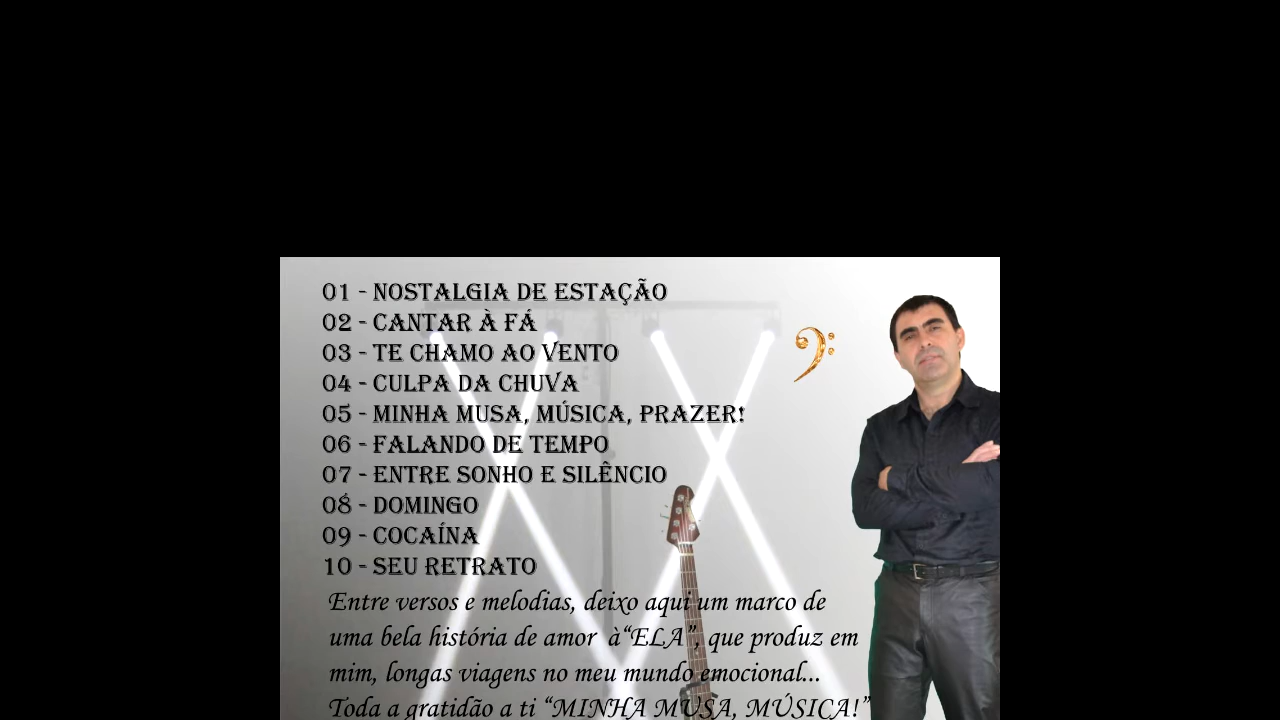 01 - NOSTALGIA DE ESTAÇÃO
02 - CANTAR À FÁ
03 - TE CHAMO AO VENTO
04 - CULPA DA CHUVA
05 - MINHA MUSA, MÚSICA, PRAZER!
06 - FALANDO DE TEMPO
07 - ENTRE SONHO E SILÊNCIO
08 - DOMINGO
09 - COCAÍNA
10 - SEU RETRATO
Entre versos e melodias, deixo aqui um marco de
uma bela história de amor à“ELA”, que produz em
mim, longas viagens no meu mundo emocional...
Toda a gratidão a ti “MINHA MUSA, MÚSICA!”